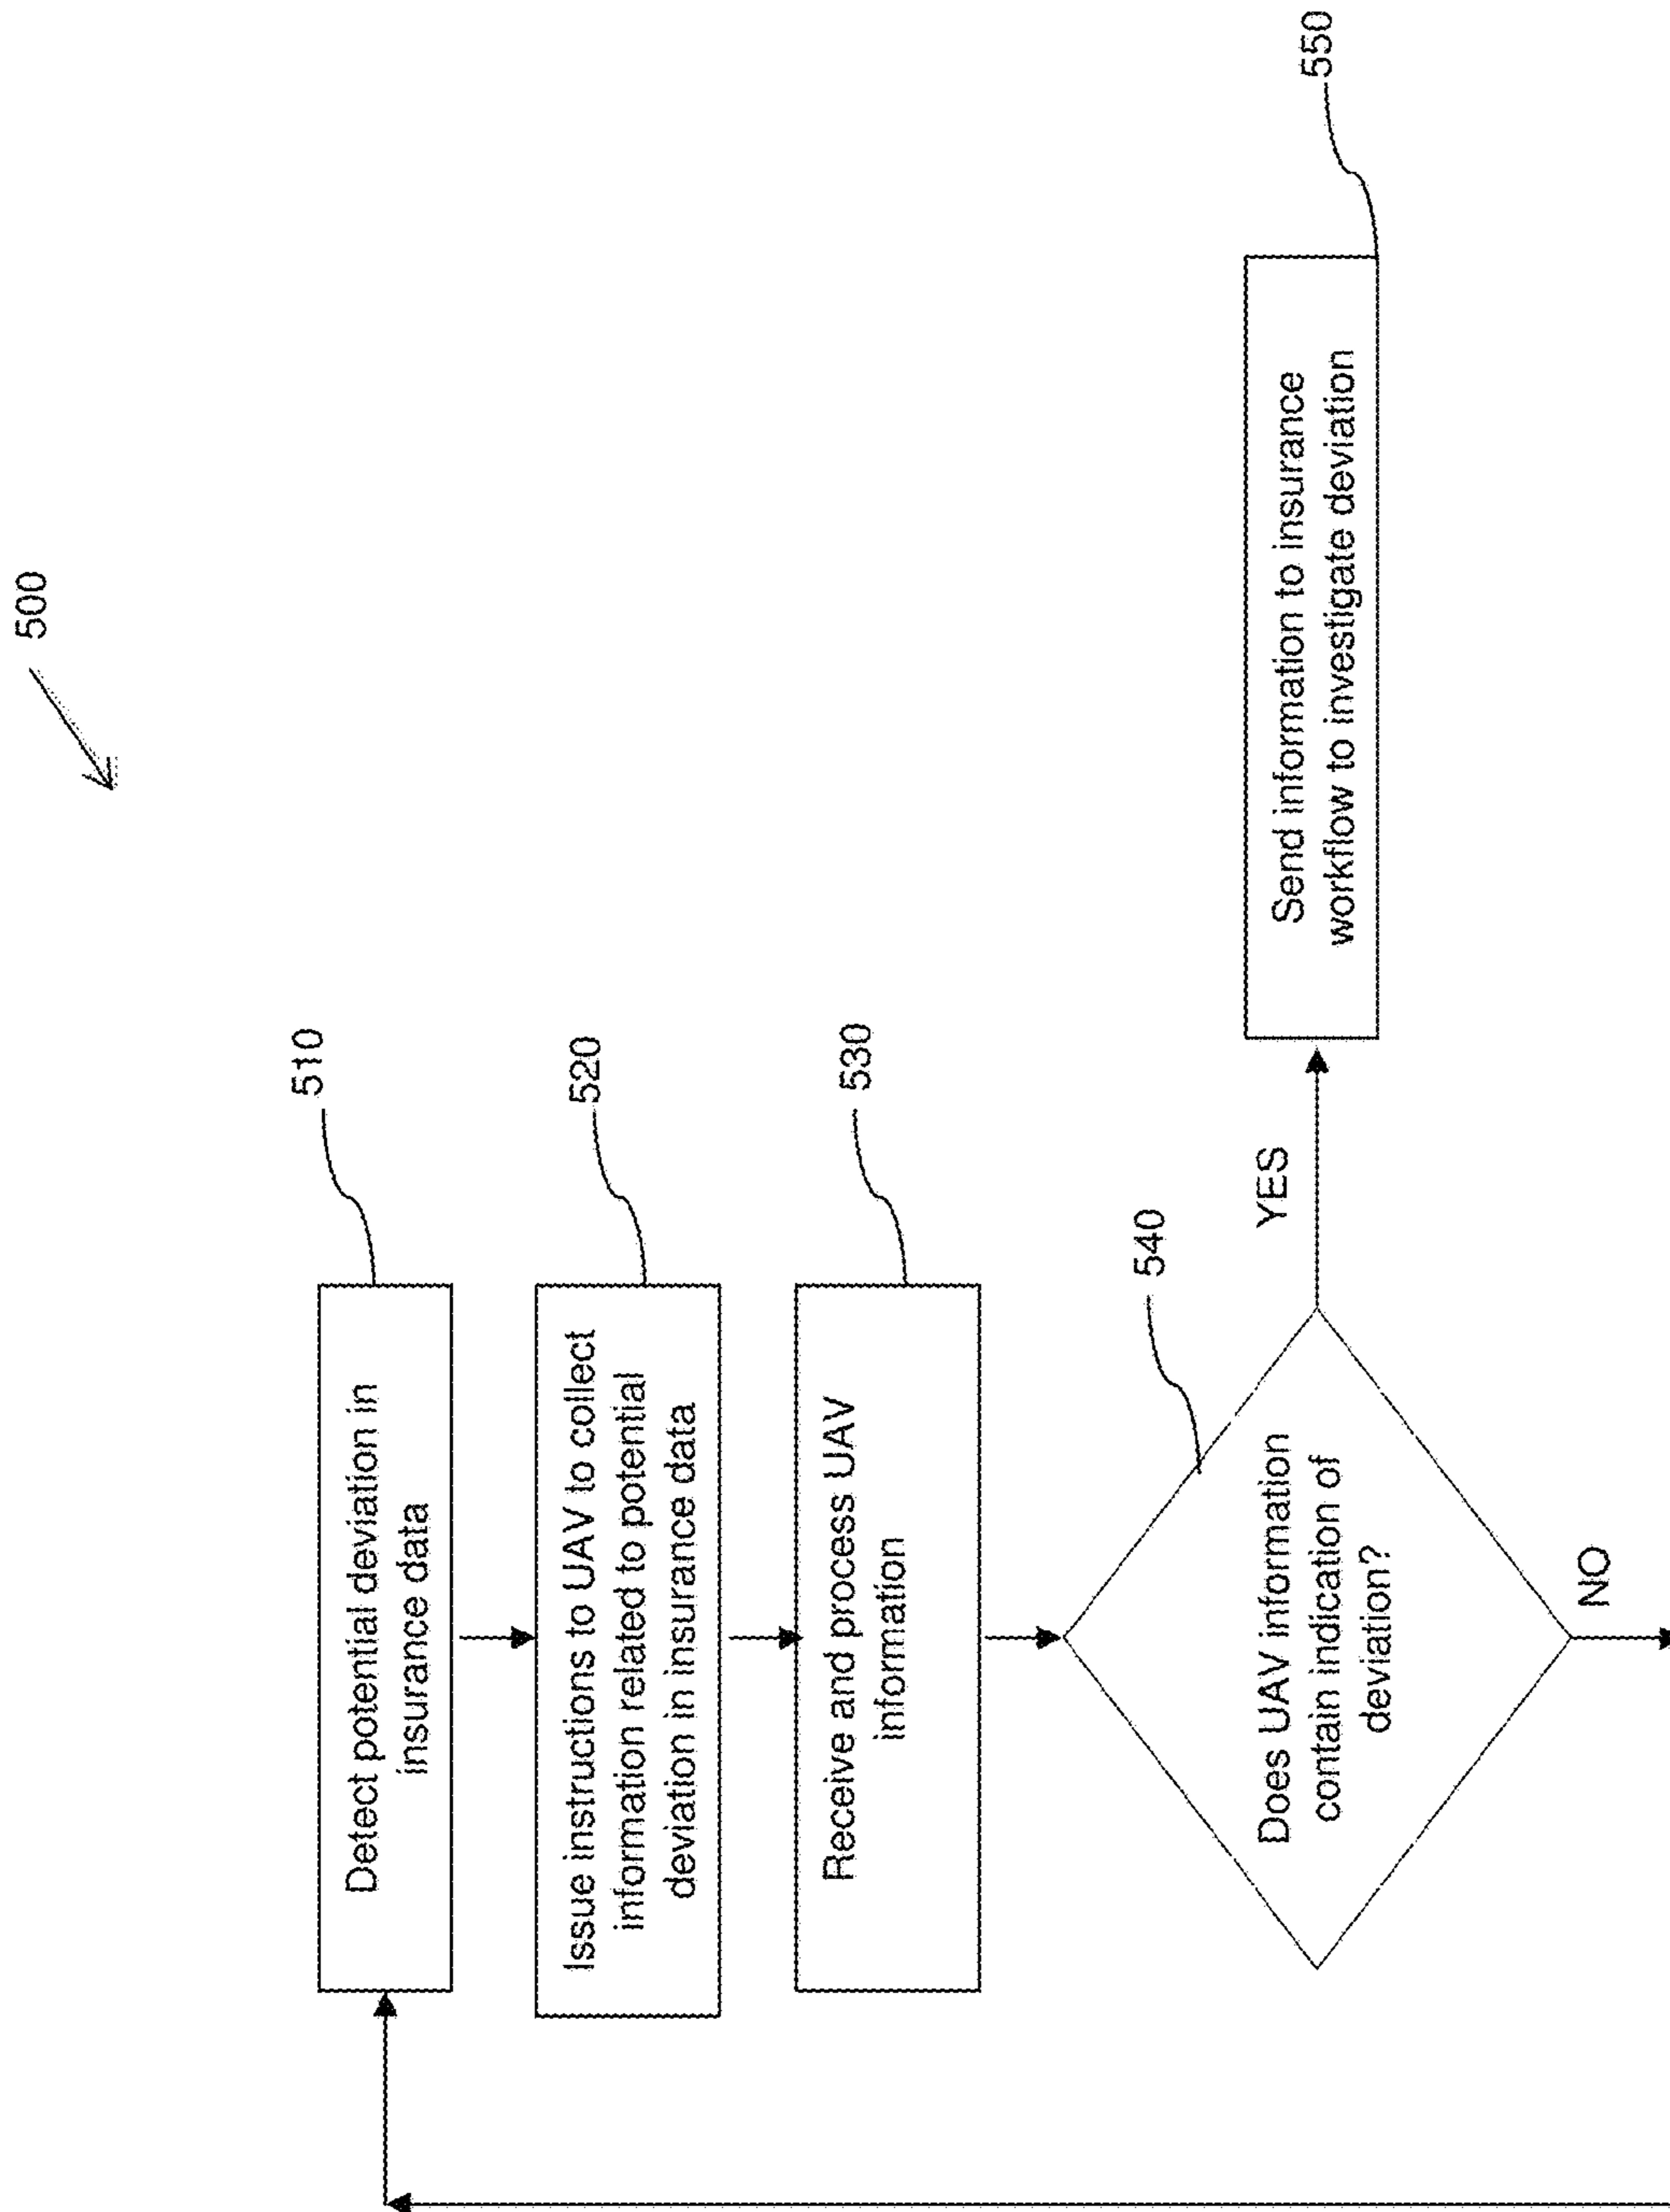 500
510
Detect potential deviation in
insurance data
520
Issue instructions to UAV to collect
information related to potential
deviation in insurance data
530
Receive and process UAV
information
540
Does UAV information
contain indication of
deviation?
YES
550
Send information to insurance
workflow to investigate deviation
NO